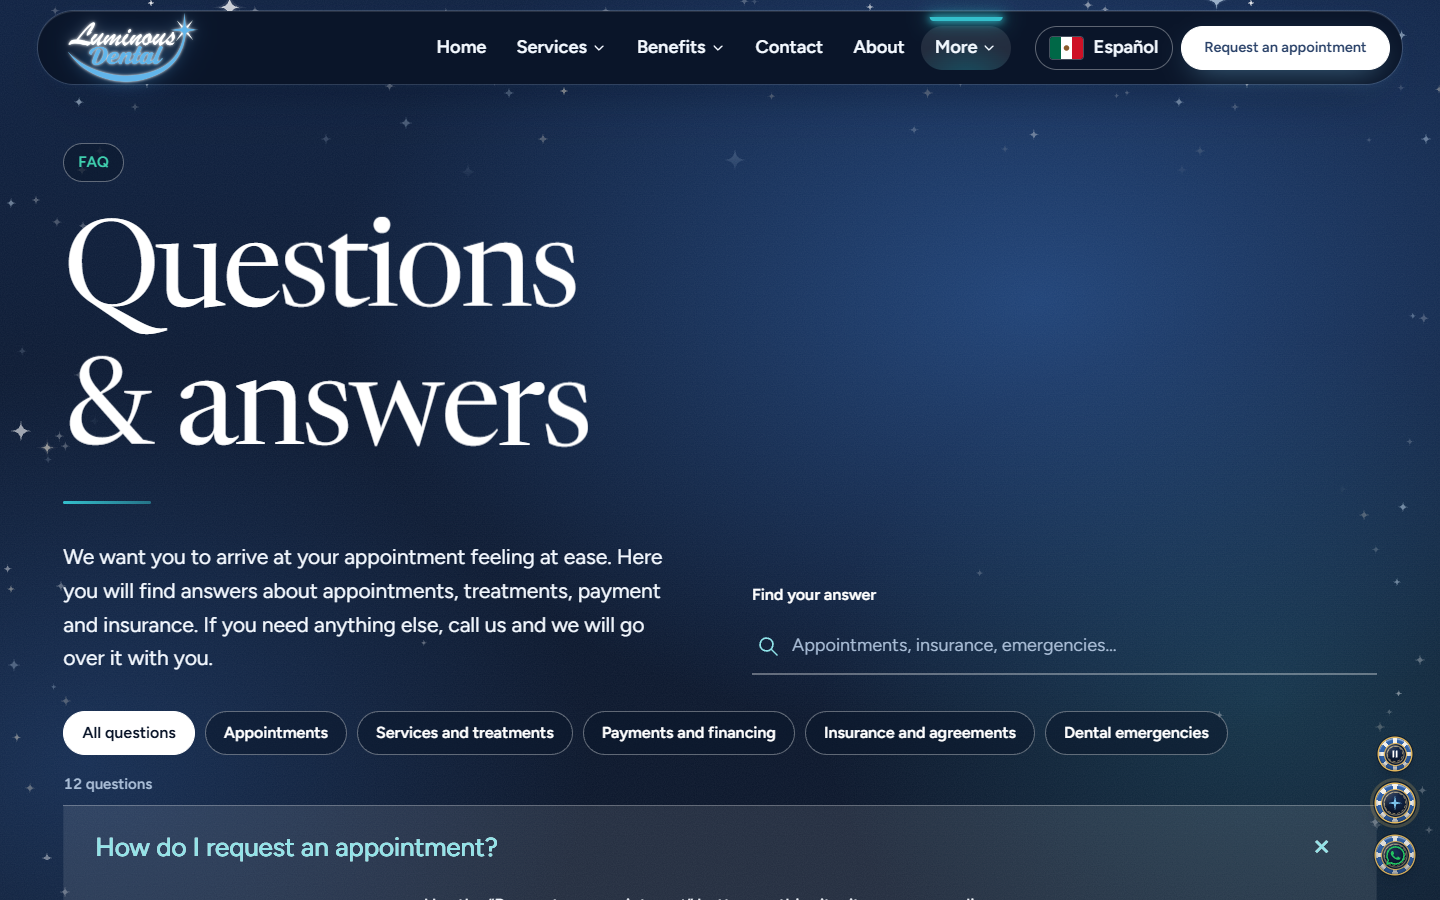 Luminous
Dental
Home
Services
Benefits
Contact
About
More
Español
Request an appointment
FAQ
Questions
& answers
We want you to arrive at your appointment feeling at ease. Here
you will find answers about appointments, treatments, payment
and insurance. If you need anything else, call us and we will go
over it with you.
Find your answer
Appointments, insurance, emergencies...
All questions
Appointments
Services and treatments
Payments and financing
Insurance and agreements
Dental emergencies
12 questions
How do I request an appointment?